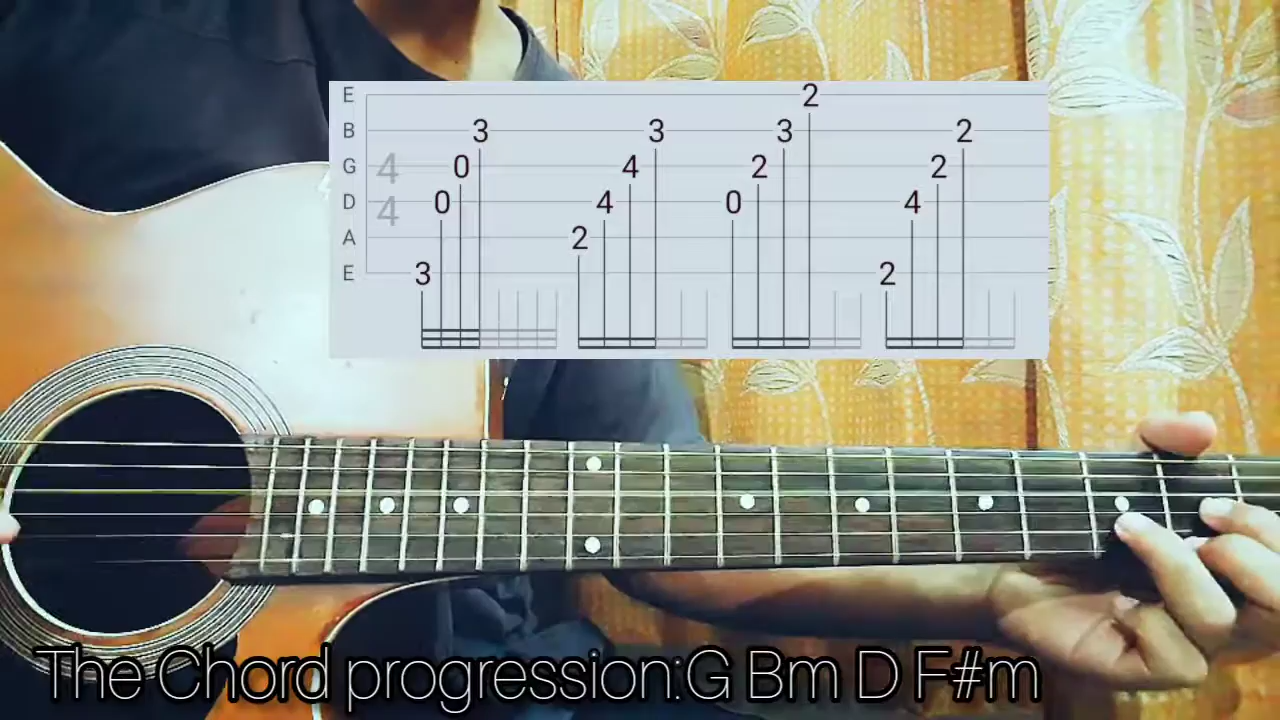 E 2
B 3 3 3 2
G 4 0 4 2 2
D 4 0 4 0 4
A 2
E 3 2
The Chord progression:G Bm D F#m